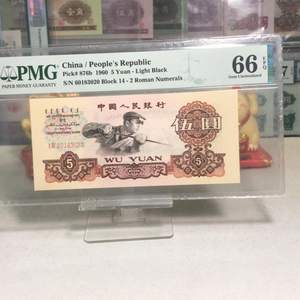 PMG
PAPER MONEY GUARANTY
China / People's Republic
Pick# 876b 1960 5 Yuan - Light Black
S/N 60163020 Block 14 - 2 Roman Numerals
66 EPQ
Gem Uncirculated
中国人民银行
伍圆
5
WU YUAN
5